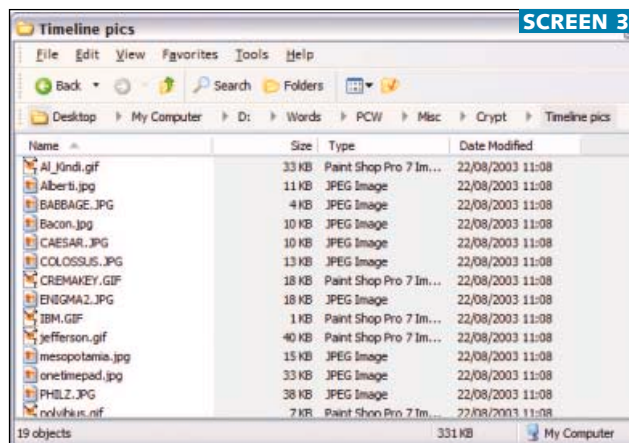 SCREEN 3
Timeline pics
File Edit View Favorites Tools Help
Back Search Folders
Desktop My Computer D: Words PCW Misc Crypt Timeline pics
Name Size Type Date Modified
Al_Kindi.gif 33 KB Paint Shop Pro 7 Im... 22/08/2003 11:08
Alberti.jpg 11 KB JPEG Image 22/08/2003 11:08
BABBAGE.JPG 4 KB JPEG Image 22/08/2003 11:08
Bacon.jpg 10 KB JPEG Image 22/08/2003 11:08
CAESAR.JPG 10 KB JPEG Image 22/08/2003 11:08
COLOSSUS.JPG 13 KB JPEG Image 22/08/2003 11:08
CREMAKEY.GIF 18 KB Paint Shop Pro 7 Im... 22/08/2003 11:08
ENIGMA2.JPG 18 KB JPEG Image 22/08/2003 11:08
IBM.GIF 1 KB Paint Shop Pro 7 Im... 22/08/2003 11:08
jefferson.gif 40 KB Paint Shop Pro 7 Im... 22/08/2003 11:08
mesopotamia.jpg 15 KB JPEG Image 22/08/2003 11:08
onetimepad.jpg 33 KB JPEG Image 22/08/2003 11:08
PHILZ.JPG 38 KB JPEG Image 22/08/2003 11:08
polybius.gif 7 KB Paint Shop Pro 7 Im... 22/08/2003 11:08
19 objects 331 KB My Computer